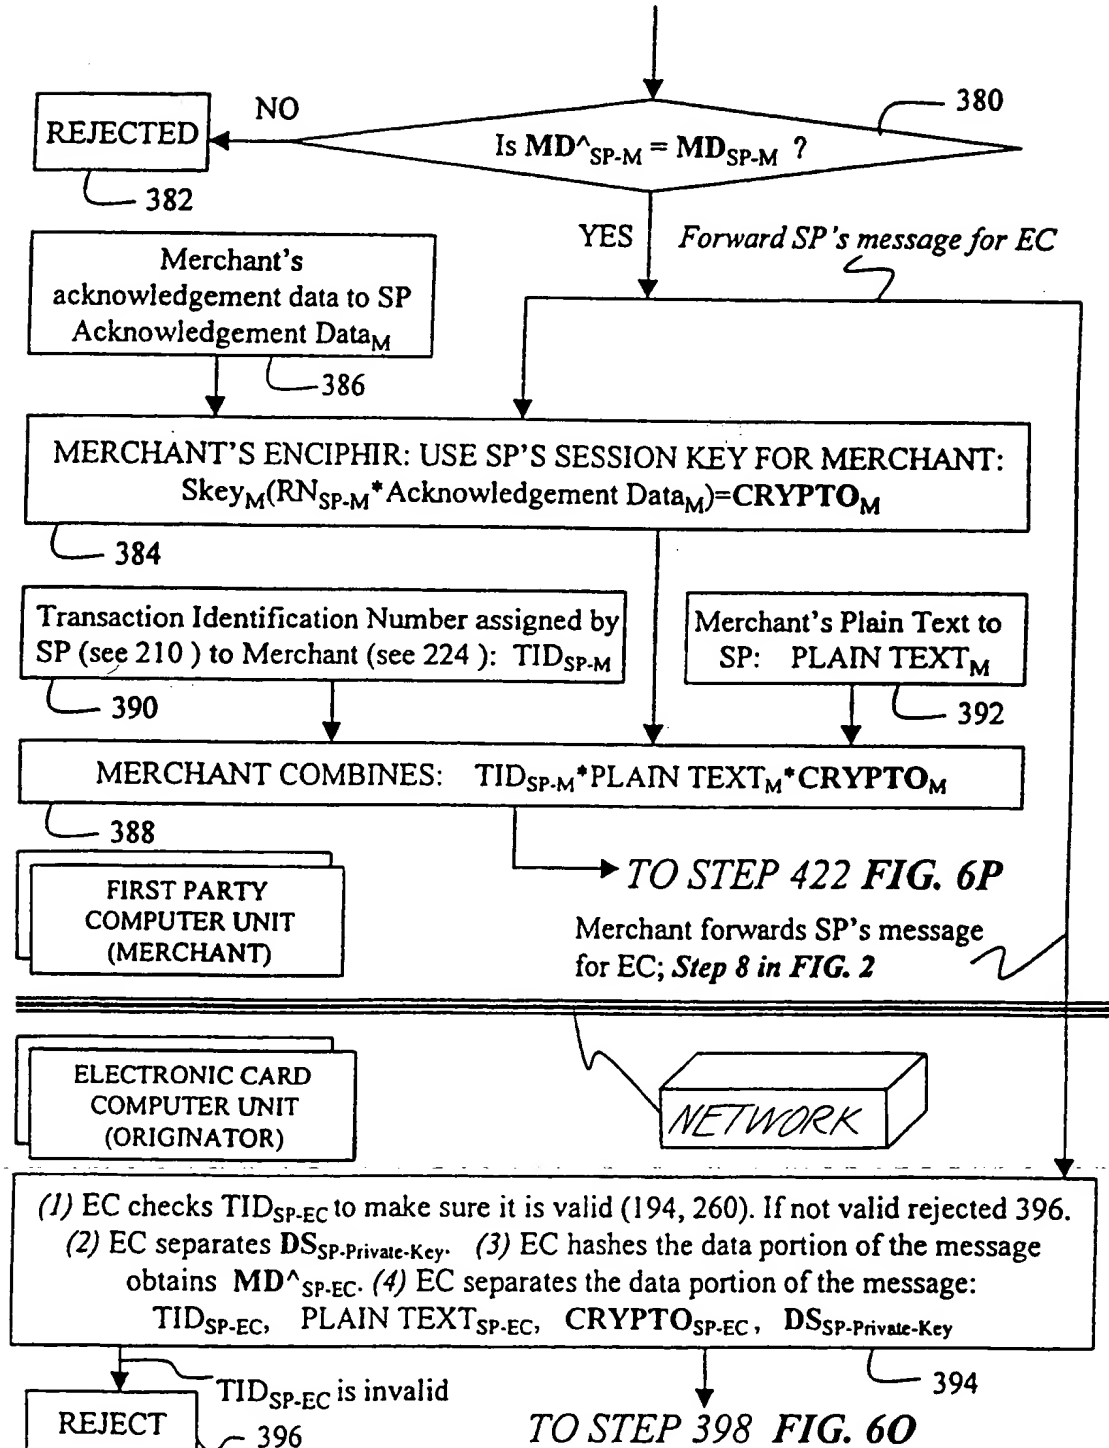 NO
380
REJECTED
Is MD^SP-M = MDSP-M ?
382
YES
Forward SP's message for EC
Merchant's
acknowledgement data to SP
Acknowledgement DataM
386
MERCHANT'S ENCIPHIR: USE SP'S SESSION KEY FOR MERCHANT:
SkeyM(RNSP-M*Acknowledgement DataM)=CRYPTOM
384
Transaction Identification Number assigned by
SP (see 210 ) to Merchant (see 224 ): TIDSP-M
390
Merchant's Plain Text to
SP: PLAIN TEXTM
392
MERCHANT COMBINES: TIDSP-M*PLAIN TEXTM*CRYPTOM
388
TO STEP 422 FIG. 6P
FIRST PARTY
COMPUTER UNIT
(MERCHANT)
Merchant forwards SP's message
for EC; Step 8 in FIG. 2
ELECTRONIC CARD
COMPUTER UNIT
(ORIGINATOR)
NETWORK
(1) EC checks TIDSP-EC to make sure it is valid (194, 260). If not valid rejected 396.
(2) EC separates DSSP-Private-Key. (3) EC hashes the data portion of the message
obtains MD^SP-EC. (4) EC separates the data portion of the message:
TIDSP-EC, PLAIN TEXTSP-EC, CRYPTOSP-EC, DSSP-Private-Key
394
TIDSP-EC is invalid
REJECT
396
TO STEP 398 FIG. 6O